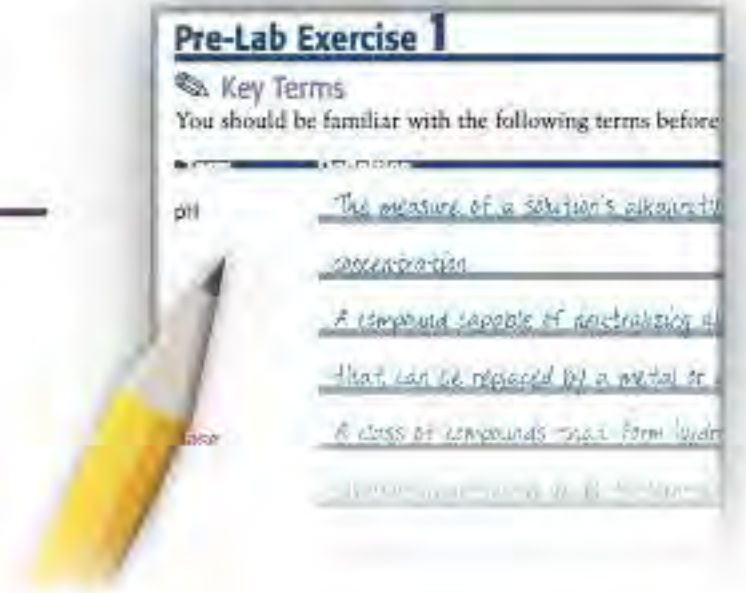 Pre-Lab Exercise 1
Key Terms
You should be familiar with the following terms before
pH
The measure of a solution's
concentration
A compound capable of neutralizing
that can be replaced by a metal or
A class of compounds that form